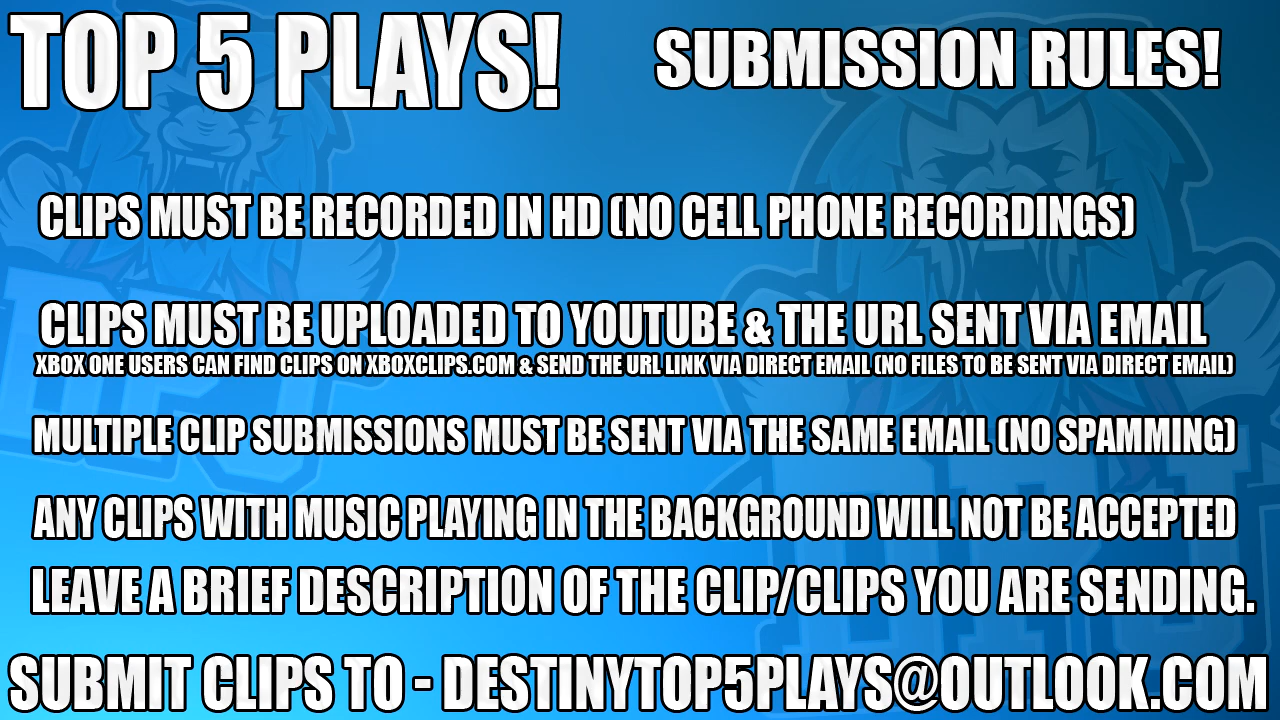 TOP 5 PLAYS!
SUBMISSION RULES!
CLIPS MUST BE RECORDED IN HD (NO CELL PHONE RECORDINGS)
CLIPS MUST BE UPLOADED TO YOUTUBE & THE URL SENT VIA EMAIL
XBOX ONE USERS CAN FIND CLIPS ON XBOXCLIPS.COM & SEND THE URL LINK VIA DIRECT EMAIL (NO FILES TO BE SENT VIA DIRECT EMAIL)
MULTIPLE CLIP SUBMISSIONS MUST BE SENT VIA THE SAME EMAIL (NO SPAMMING)
ANY CLIPS WITH MUSIC PLAYING IN THE BACKGROUND WILL NOT BE ACCEPTED
LEAVE A BRIEF DESCRIPTION OF THE CLIP/CLIPS YOU ARE SENDING.
SUBMIT CLIPS TO - DESTINYTOP5PLAYS@OUTLOOK.COM